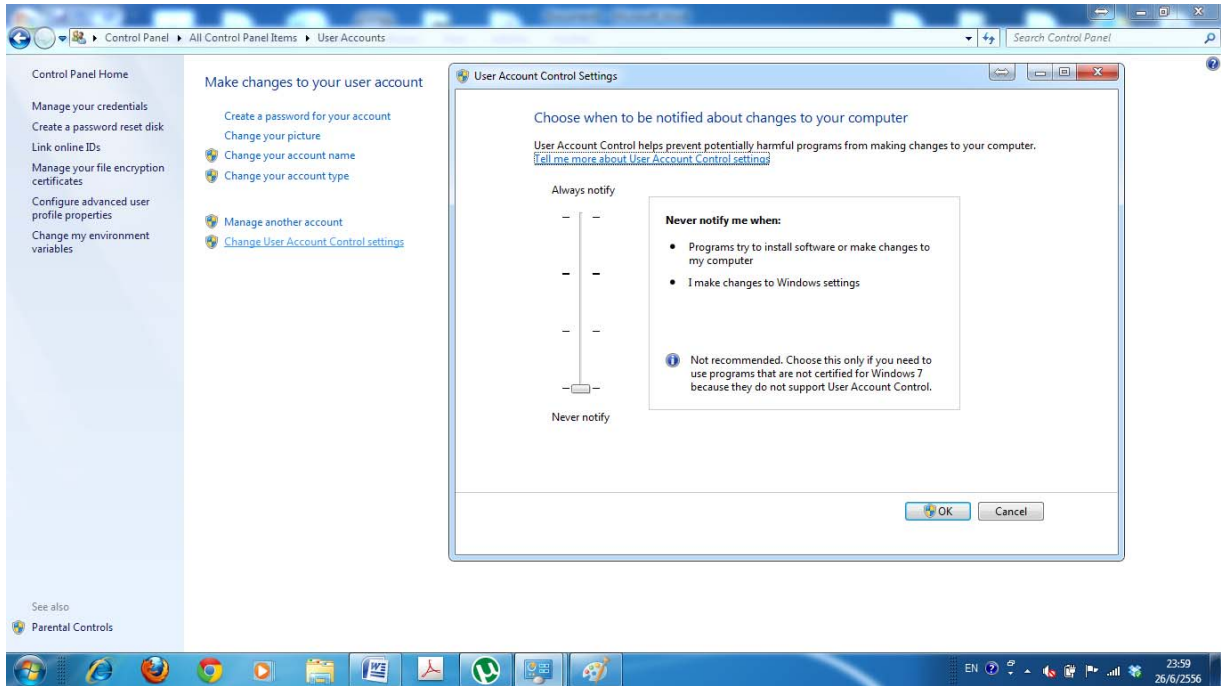 Control Panel ▸ All Control Panel Items ▸ User Accounts
Search Control Panel
Control Panel Home
Manage your credentials
Create a password reset disk
Link online IDs
Manage your file encryption
certificates
Configure advanced user
profile properties
Change my environment
variables
See also
Parental Controls
Make changes to your user account
Create a password for your account
Change your picture
Change your account name
Change your account type
Manage another account
Change User Account Control settings
User Account Control Settings
Choose when to be notified about changes to your computer
User Account Control helps prevent potentially harmful programs from making changes to your computer.
Tell me more about User Account Control settings
Always notify
Never notify me when:
• Programs try to install software or make changes to
my computer
• I make changes to Windows settings
Not recommended. Choose this only if you need to
use programs that are not certified for Windows 7
because they do not support User Account Control.
Never notify
OK
Cancel
EN
23:59
26/6/2556